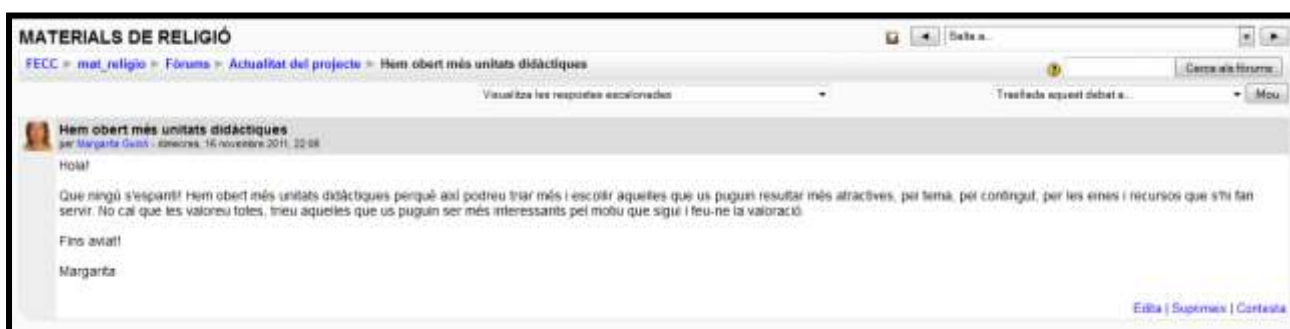 MATERIALS DE RELIGIÓ
Salta a...
FECC ► mat_religio ► Fòrums ► Actualitat del projecte ► Hem obert més unitats didàctiques
Cerca als fòrums
Visualitza les respostes escalonades
Trasllada aquest debat a...
Mou
Hem obert més unitats didàctiques
per Margarita - dimecres, 16 novembre 2011, 22:08
Hola!
Que ningú s'espanti! Hem obert més unitats didàctiques perquè així podreu triar més i escollir aquelles que us puguin resultar més atractives, pel tema, pel contingut, per les eines i recursos que s'hi fan
servir. No cal que les valoreu totes, trieu aquelles que us puguin ser més interessants pel motiu que sigui i feu-ne la valoració.
Fins aviat!
Margarita
Edita | Suprimeix | Contesta